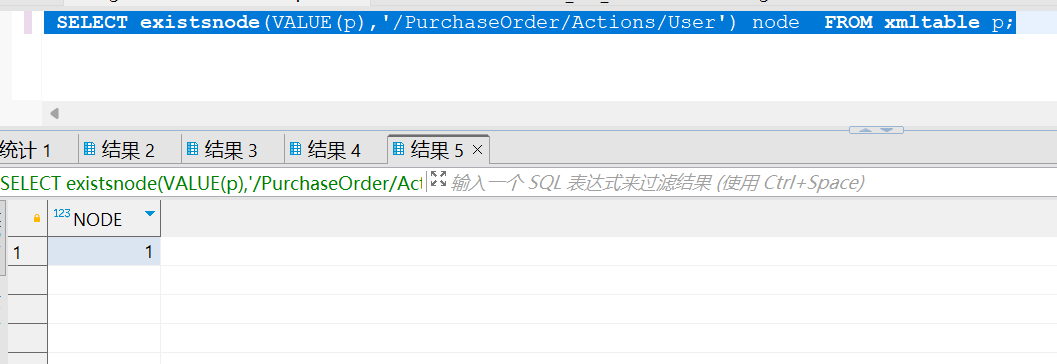 SELECT existsnode(VALUE(p),'/PurchaseOrder/Actions/User') node  FROM xmltable p;
统计 1 结果 2 结果 3 结果 4 结果 5
SELECT existsnode(VALUE(p),'/PurchaseOrder/Act 输入一个 SQL 表达式来过滤结果 (使用 Ctrl+Space)
123 NODE
1 1